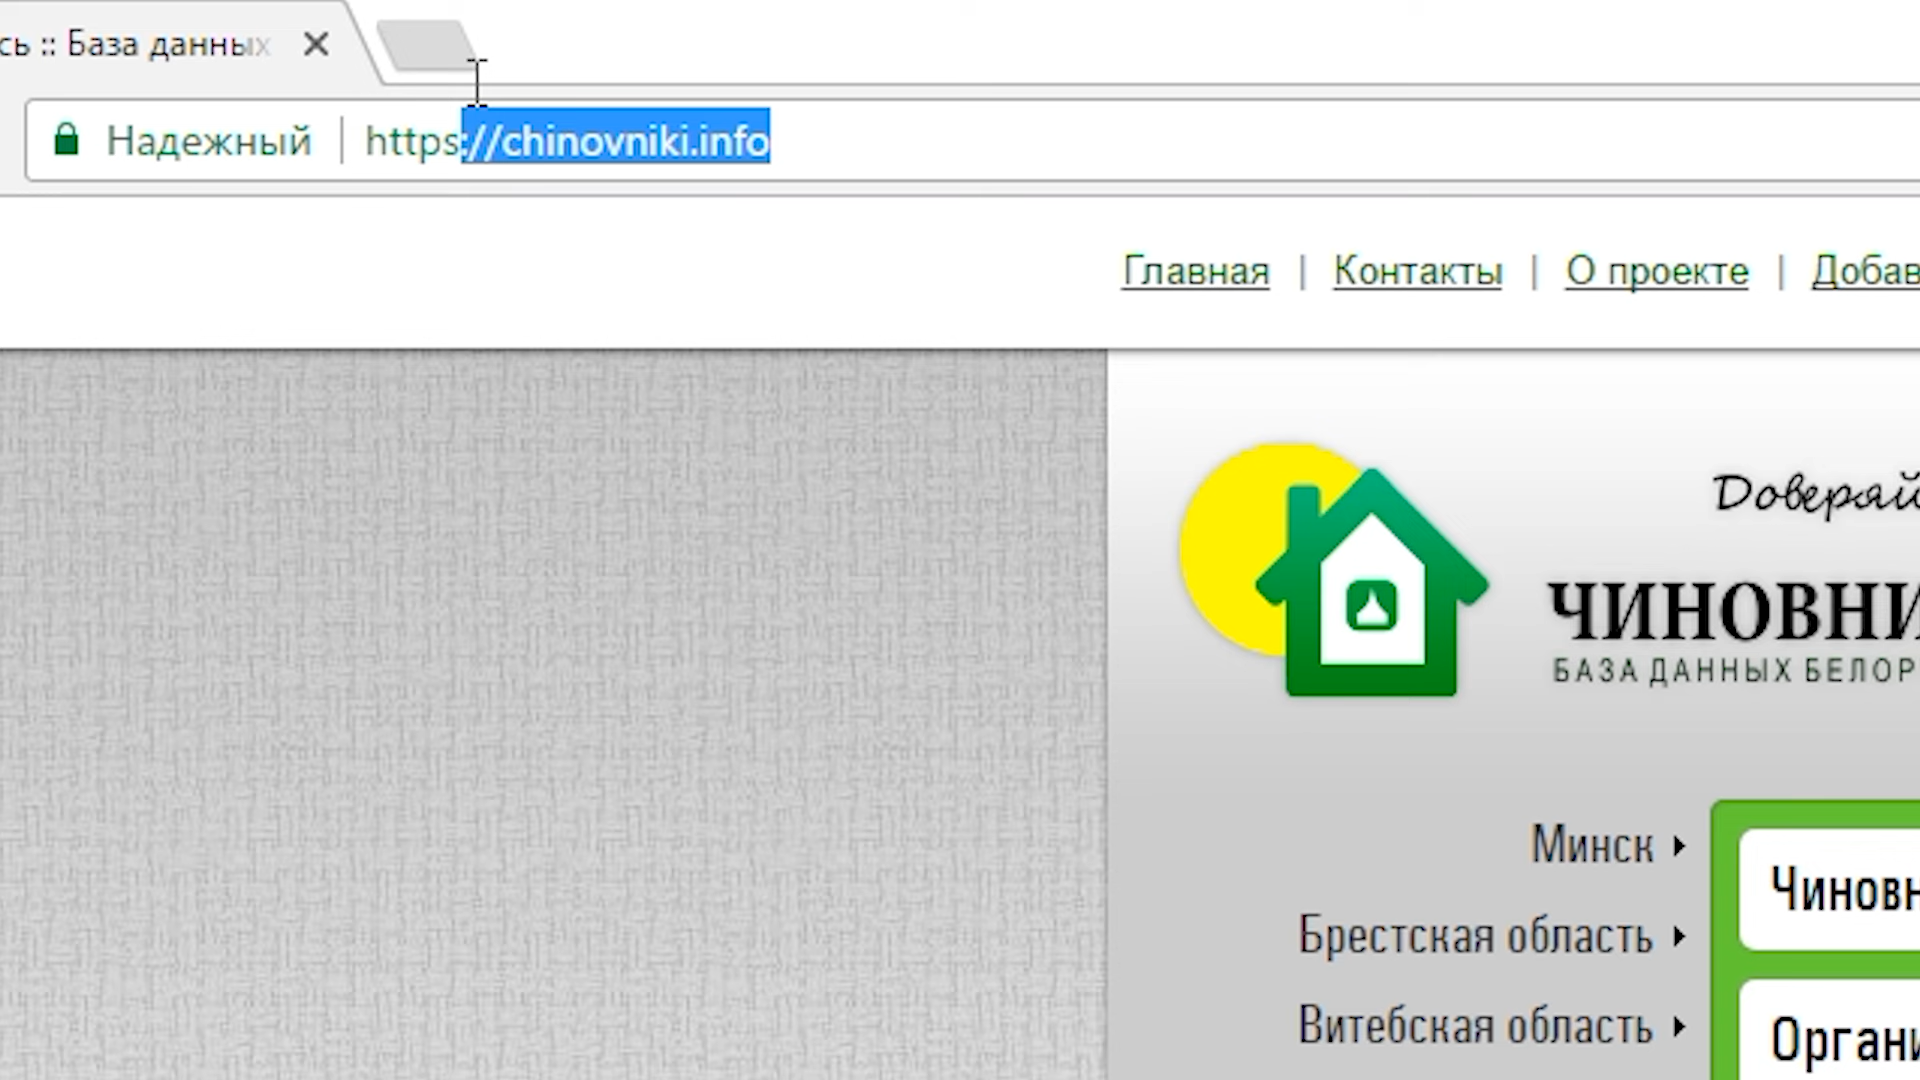 сь :: База данных
Надежный | https://chinovniki.info
Главная | Контакты | О проекте | Добав
Доверяй
ЧИНОВНИ
БАЗА ДАННЫХ БЕЛОР
Минск
Брестская область
Витебская область
Чиновн
Органи